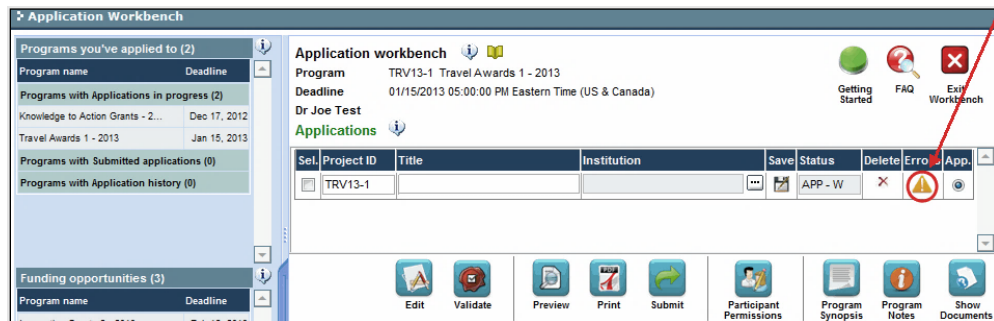 Application Workbench
Programs you've applied to (2)
Program name Deadline
Programs with Applications in progress (2)
Knowledge to Action Grants - 2... Dec 17, 2012
Travel Awards 1 - 2013 Jan 15, 2013
Programs with Submitted applications (0)
Programs with Application history (0)
Funding opportunities (3)
Program name Deadline
Application workbench
Program TRV13-1 Travel Awards 1 - 2013
Deadline 01/15/2013 05:00:00 PM Eastern Time (US & Canada)
Dr Joe Test
Applications
Getting Started
FAQ
Exit Workbench
Sel. Project ID Title Institution Save Status Delete Errors App.
TRV13-1 ... APP - W
Edit Validate Preview Print Submit Participant Permissions Program Synopsis Program Notes Show Documents
PDF